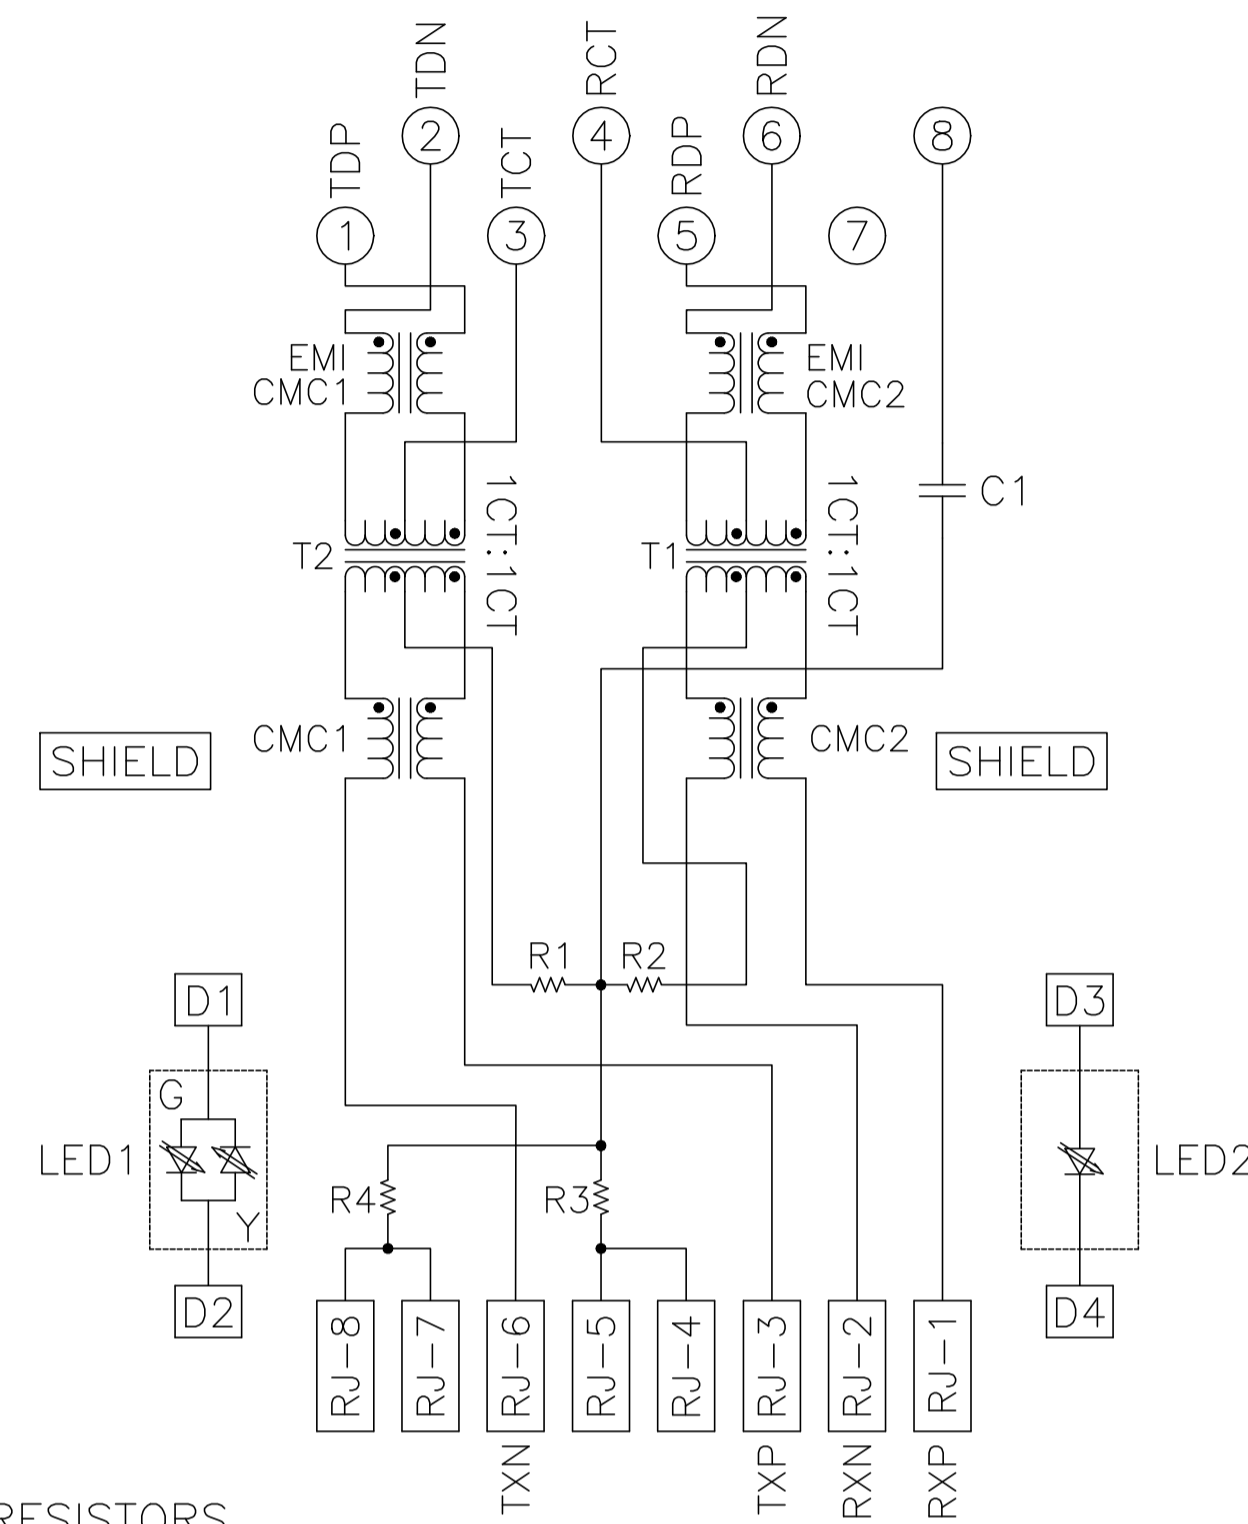 TDN
RCT
RDN
TDP
2
TCT
4
RDP
6
8
1
3
5
7
EMI
CMC1
EMI
CMC2
T2
1CT:1CT
T1
1CT:1CT
C1
SHIELD
CMC1
CMC2
SHIELD
R1
R2
D1
D3
G
LED1
LED2
Y
R4
R3
D2
D4
RJ-8
RJ-7
RJ-6
RJ-5
RJ-4
RJ-3
RJ-2
RJ-1
TXN
TXP
RXN
RXP
RESISTORS